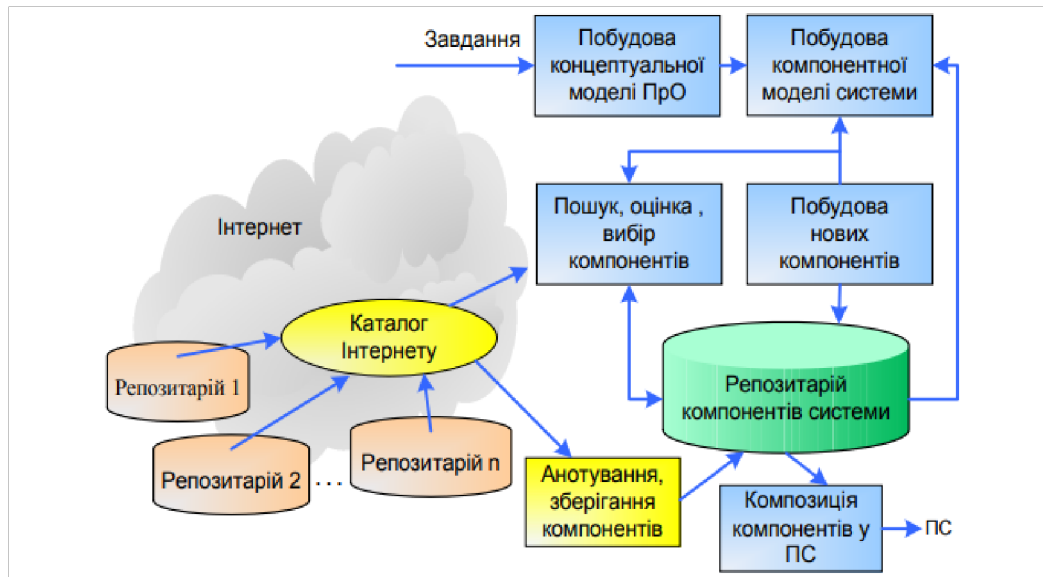 Завдання
Побудова
концептуальної
моделі ПрО
Побудова
компонентної
моделі системи
Інтернет
Пошук, оцінка ,
вибір
компонентів
Побудова
нових
компонентів
Каталог
Інтернету
Репозитарій 1
Репозитарій 2
...
Репозитарій n
Репозитарій
компонентів системи
Анотування,
зберігання
компонентів
Композиція
компонентів у
ПС
ПС